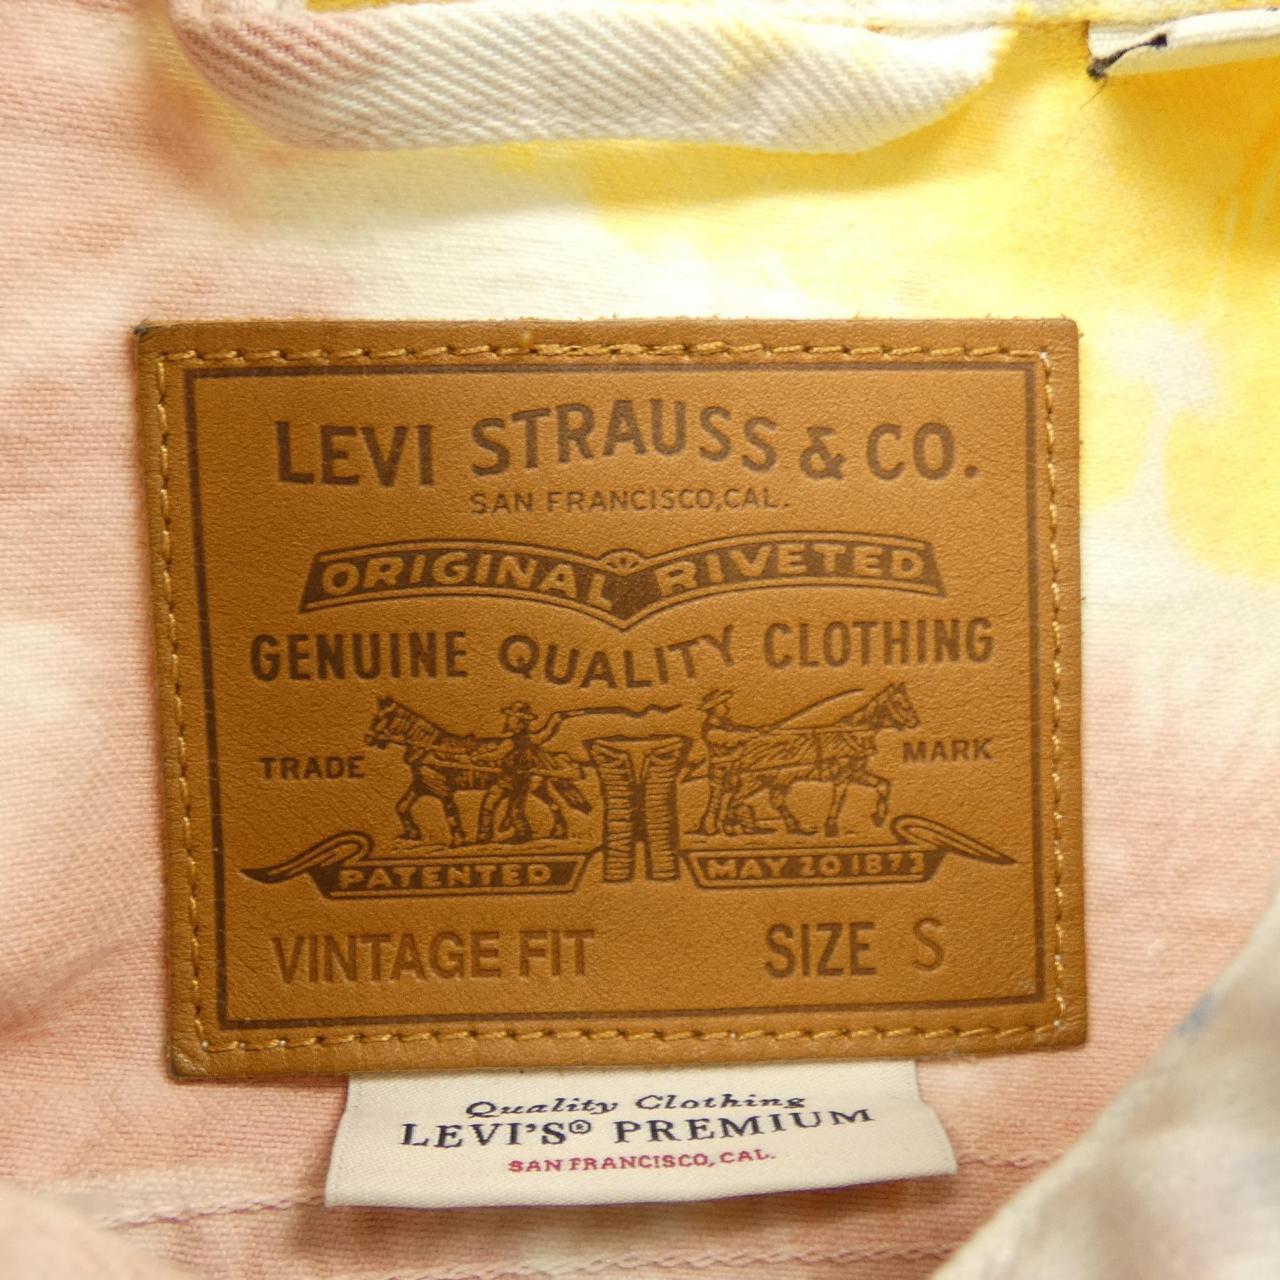 LEVI STRAUSS & CO.
SAN FRANCISCO, CAL.
ORIGINAL RIVETED
GENUINE QUALITY CLOTHING
TRADE MARK
PATENTED MAY 20 1873
VINTAGE FIT SIZE S
Quality Clothing
LEVI'S® PREMIUM
SAN FRANCISCO, CAL.